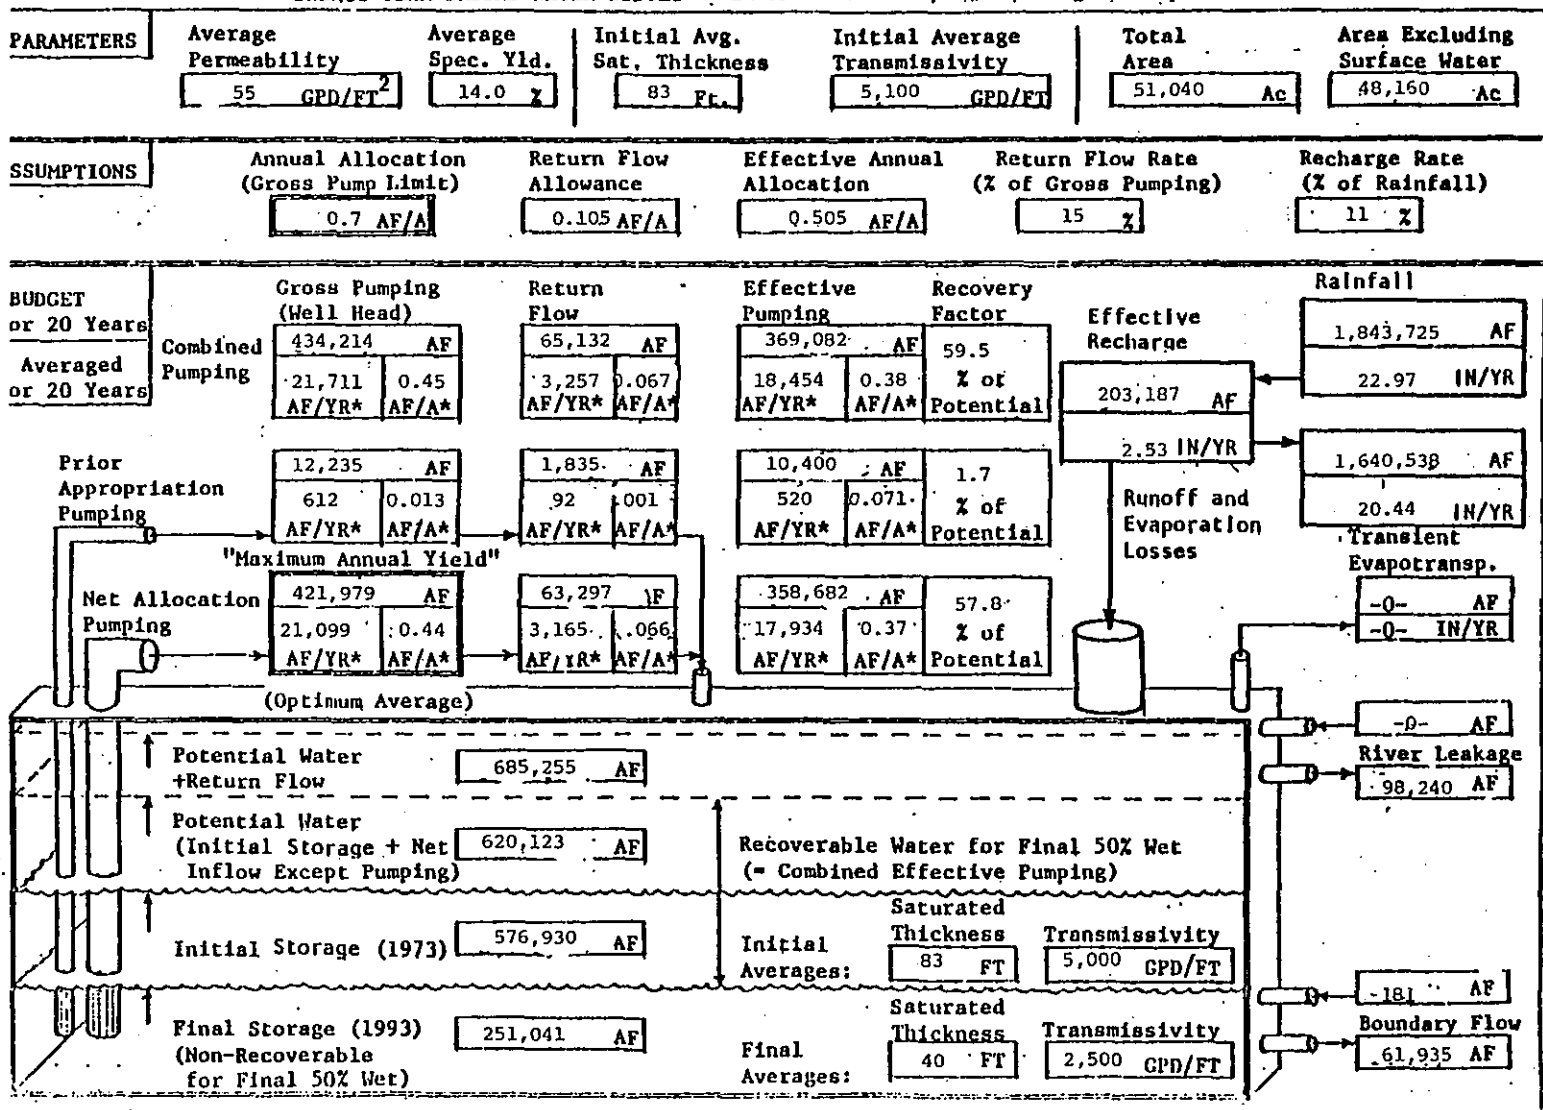 PARAMETERS
Average Permeability
55 GPD/FT2
Average Spec. Yld.
14.0 %
Initial Avg. Sat. Thickness
83 Ft.
Initial Average Transmissivity
5,100 GPD/FT
Total Area
51,040 Ac
Area Excluding Surface Water
48,160 Ac
SSUMPTIONS
Annual Allocation (Gross Pump Limit)
0.7 AF/A
Return Flow Allowance
0.105 AF/A
Effective Annual Allocation
0.505 AF/A
Return Flow Rate (% of Gross Pumping)
15 %
Recharge Rate (% of Rainfall)
11 %
BUDGET
or 20 Years
Averaged
or 20 Years
Combined Pumping
Gross Pumping (Well Head)
434,214 AF
21,711 AF/YR*
0.45 AF/A*
Return Flow
65,132 AF
3,257 AF/YR*
0.067 AF/A*
Effective Pumping
369,082 AF
18,454 AF/YR*
0.38 AF/A*
Recovery Factor
59.5 % of Potential
Effective Recharge
203,187 AF
2.53 IN/YR
Rainfall
1,843,725 AF
22.97 IN/YR
1,640,538 AF
20.44 IN/YR
Runoff and Evaporation Losses
Prior Appropriation Pumping
12,235 AF
612 AF/YR*
0.013 AF/A*
1,835 AF
92 AF/YR*
.001 AF/A*
10,400 AF
520 AF/YR*
0.071 AF/A*
1.7 % of Potential
"Maximum Annual Yield"
Net Allocation Pumping
421,979 AF
21,099 AF/YR*
0.44 AF/A*
63,297 AF
3,165 AF/YR*
.066 AF/A*
358,682 AF
17,934 AF/YR*
0.37 AF/A*
57.8 % of Potential
(Optimum Average)
Transient Evapotransp.
-0- AF
-0- IN/YR
-0- AF
River Leakage
98,240 AF
Potential Water +Return Flow
685,255 AF
Potential Water (Initial Storage + Net Inflow Except Pumping)
620,123 AF
Recoverable Water for Final 50% Wet (= Combined Effective Pumping)
Initial Storage (1973)
576,930 AF
Initial Averages:
Saturated Thickness
83 FT
Transmissivity
5,000 GPD/FT
Final Storage (1993) (Non-Recoverable for Final 50% Wet)
251,041 AF
Final Averages:
Saturated Thickness
40 FT
Transmissivity
2,500 GPD/FT
181 AF
Boundary Flow
61,935 AF